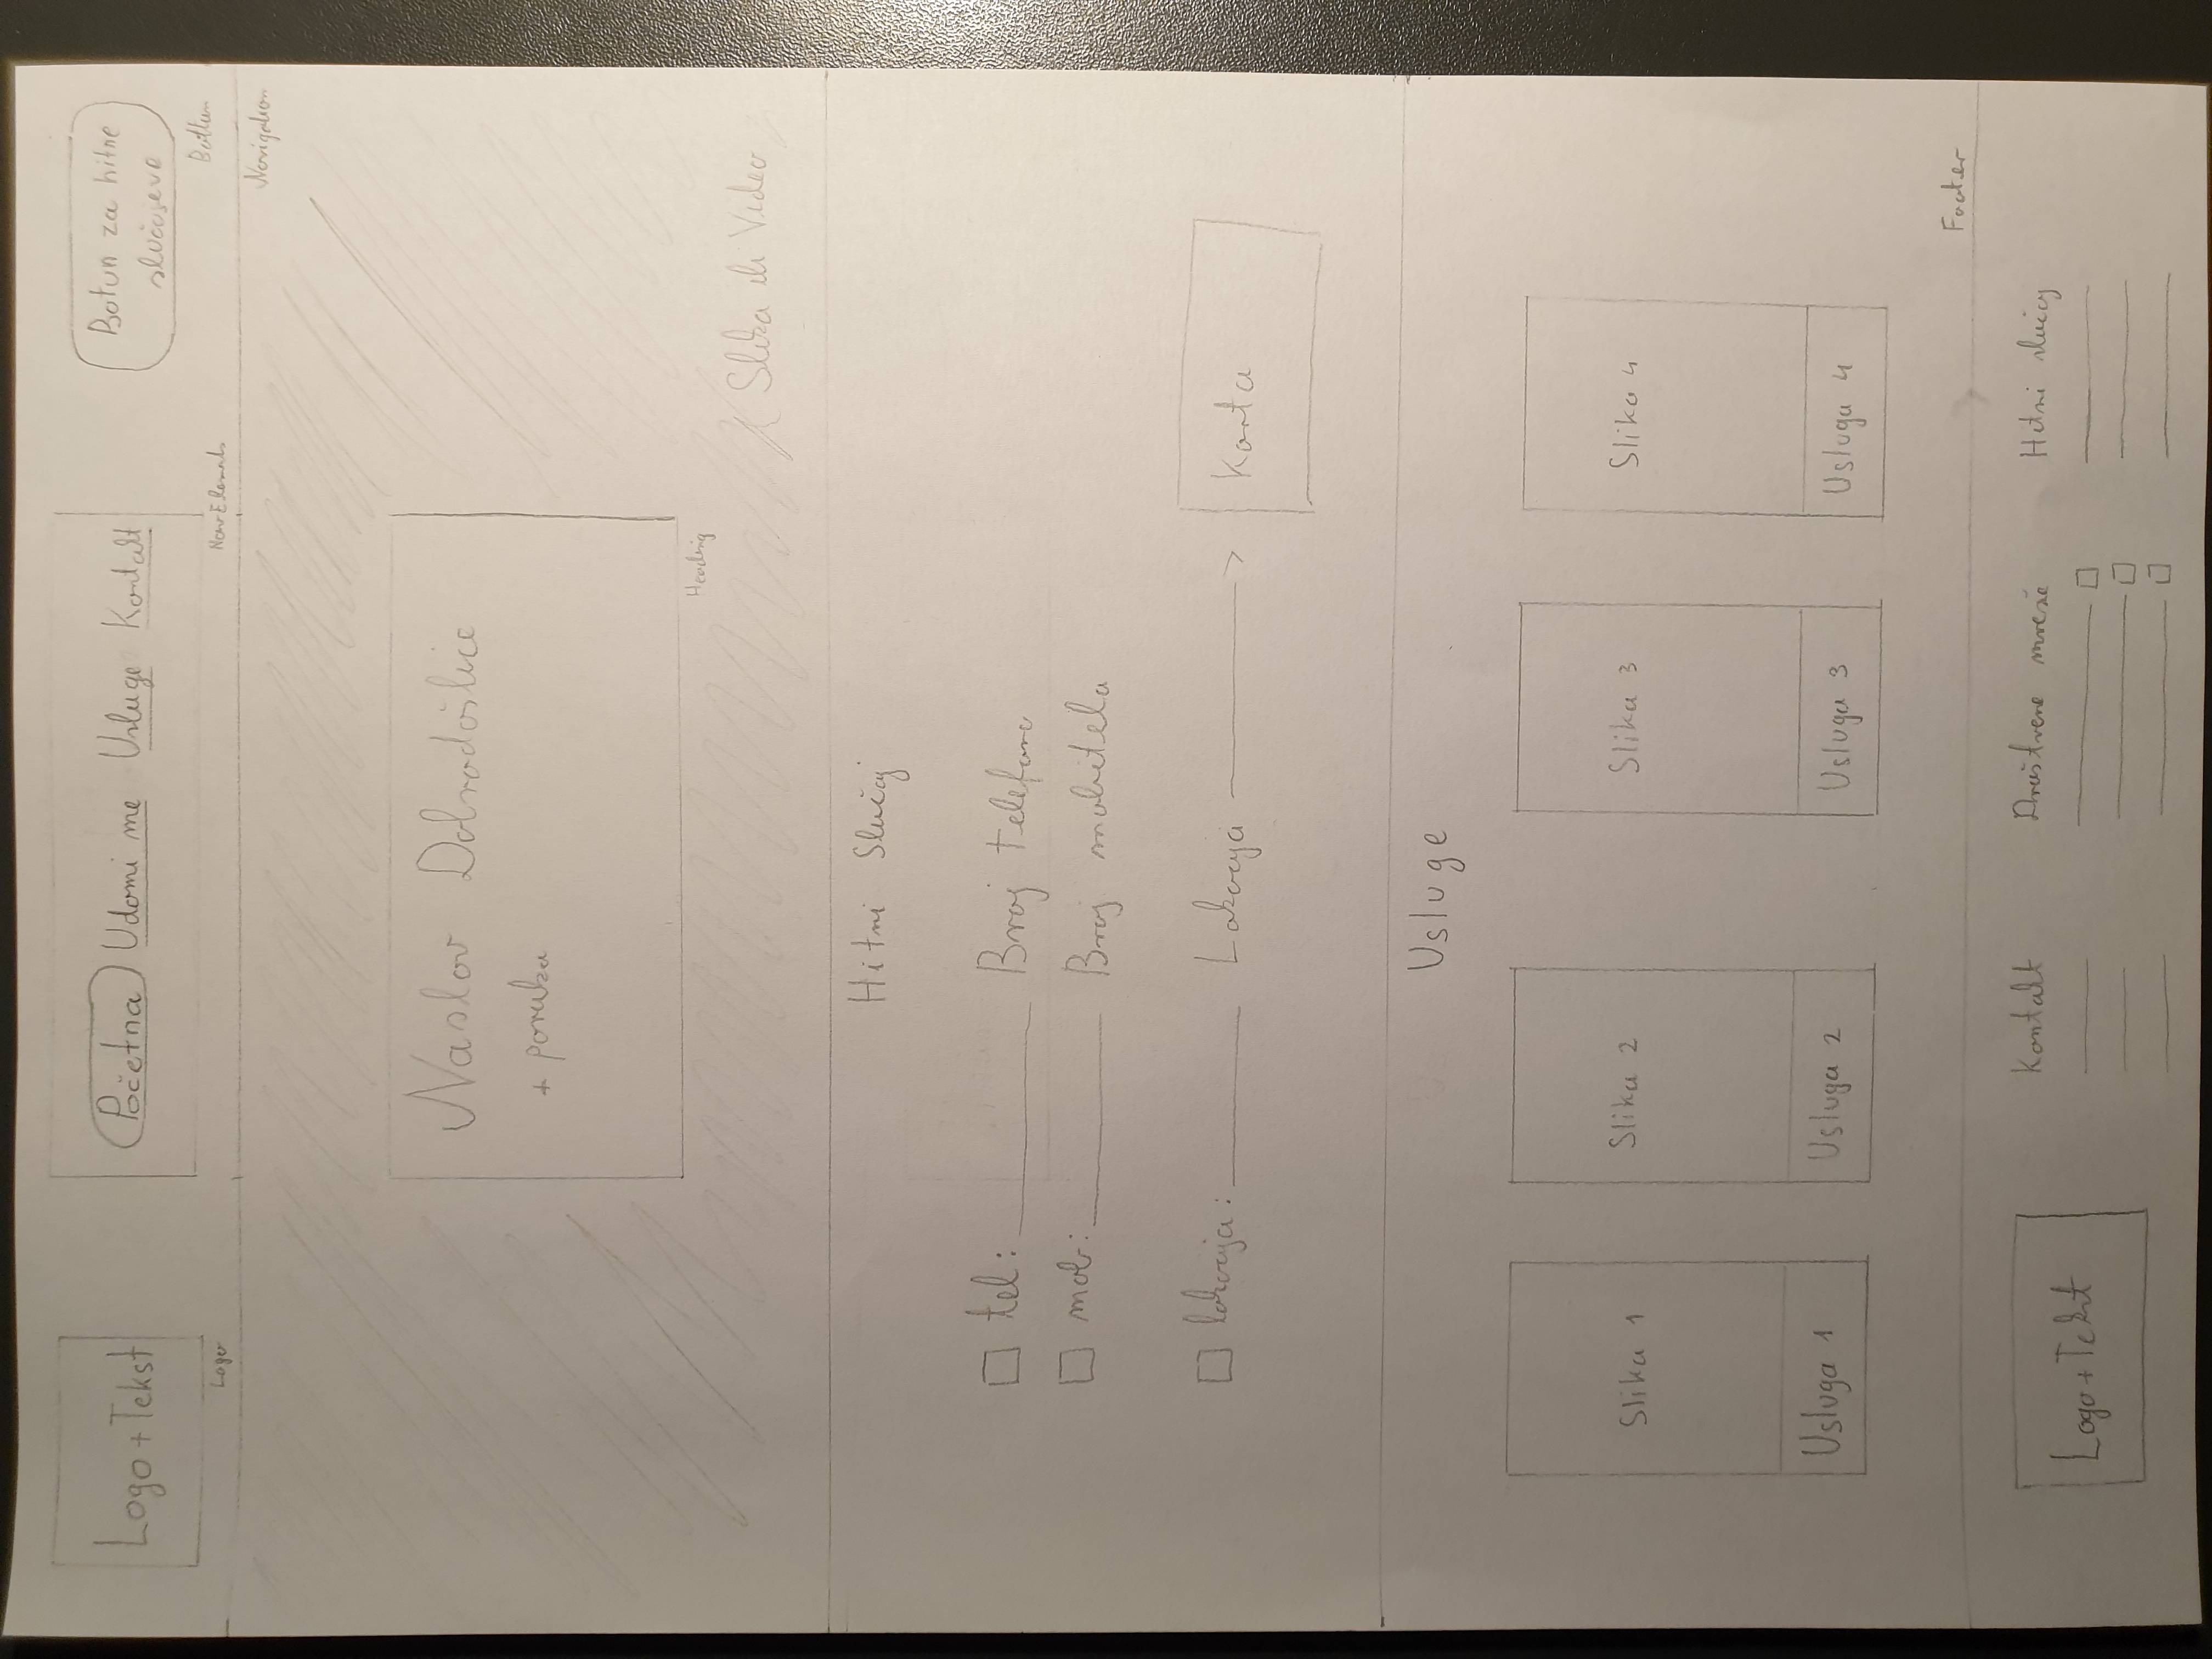 Logo + Tekst
Početna Udomi me Usluge Kontakt
Botun za hitne
slučajeve
Logo
Nav Elements
Button
Navigation
Naslov Dobrodošlice
+ poruka
Heading
Slika ili Video
Hitni Slučaj
tel: Broj telefona
mob: Broj mobitela
lokacija: Lokacija
Karta
Usluge
Slika 1 Slika 2 Slika 3 Slika 4
Usluga 1 Usluga 2 Usluga 3 Usluga 4
Footer
Logo + Tekst
Kontakt Društvene mreže Hitni slučaj